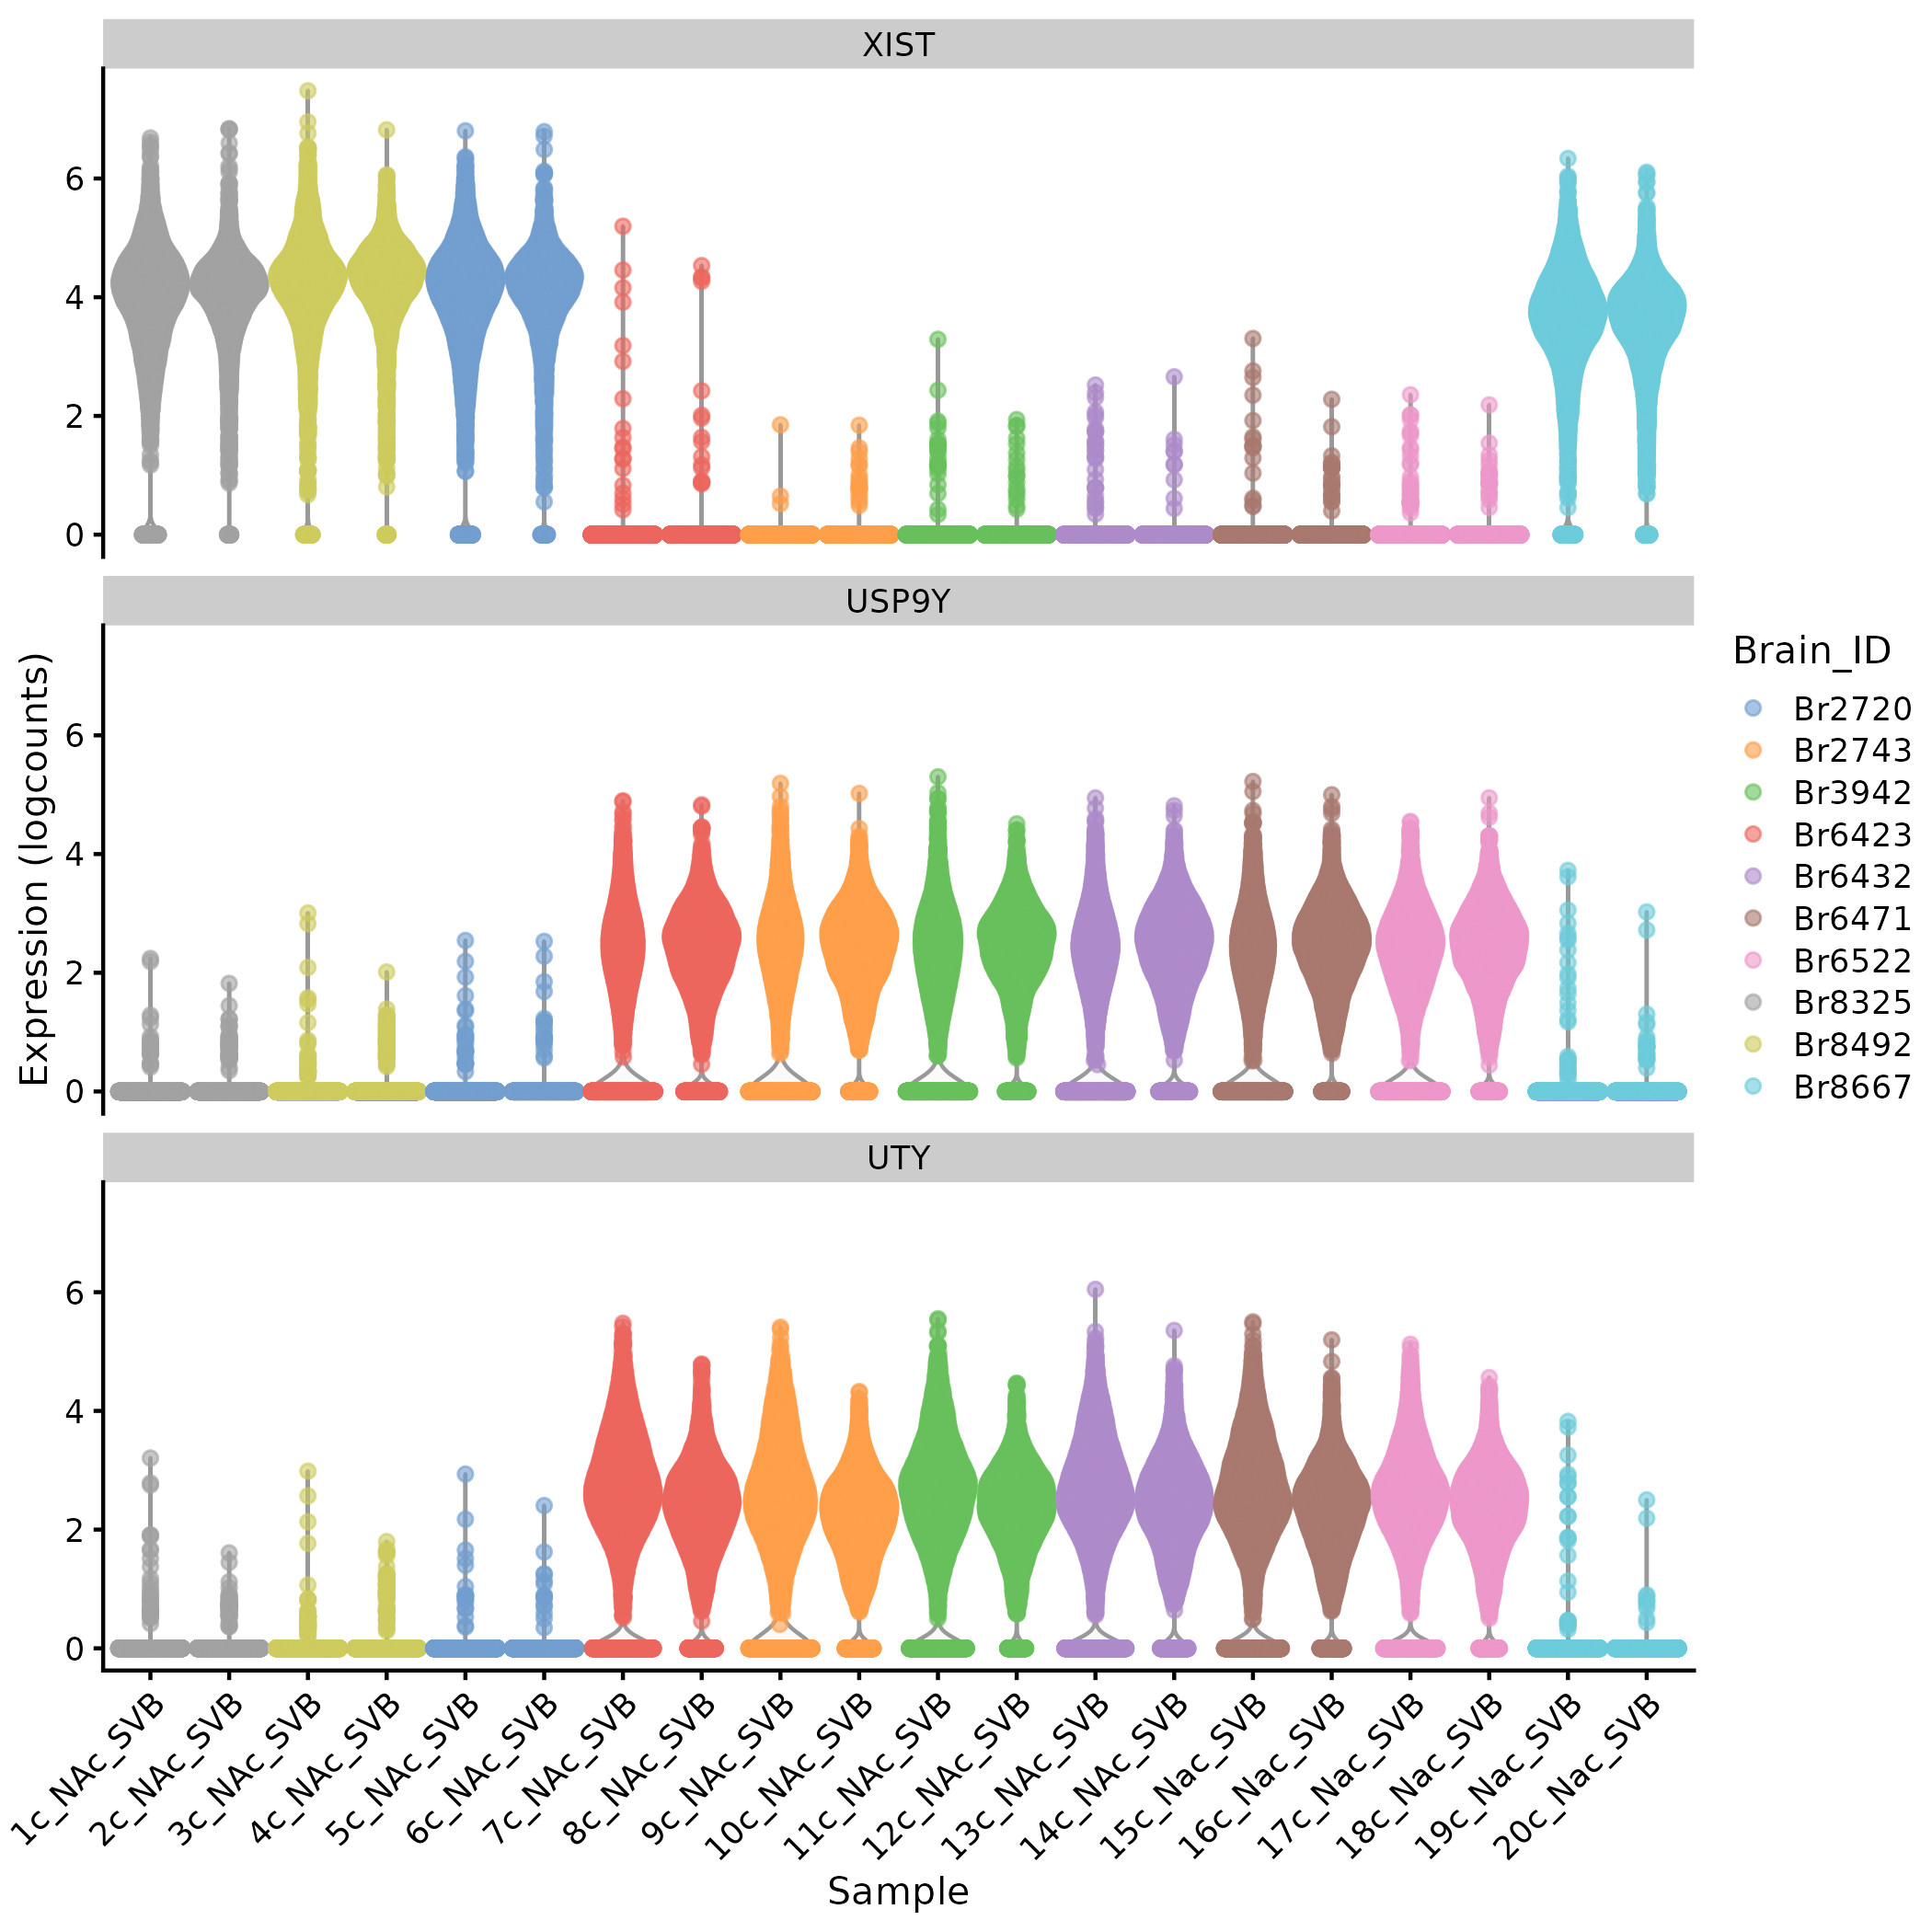 XIST
6
4
2
0
USP9Y
6
4
2
0
UTY
6
4
2
0
Expression (logcounts)
1c_NAc_SVB
2c_NAc_SVB
3c_NAc_SVB
4c_NAc_SVB
5c_NAc_SVB
6c_NAc_SVB
7c_NAc_SVB
8c_NAc_SVB
9c_NAc_SVB
10c_NAc_SVB
11c_NAc_SVB
12c_NAc_SVB
13c_NAc_SVB
14c_NAc_SVB
15c_Nac_SVB
16c_Nac_SVB
17c_Nac_SVB
18c_Nac_SVB
19c_Nac_SVB
20c_Nac_SVB
Sample
Brain_ID
Br2720
Br2743
Br3942
Br6423
Br6432
Br6471
Br6522
Br8325
Br8492
Br8667